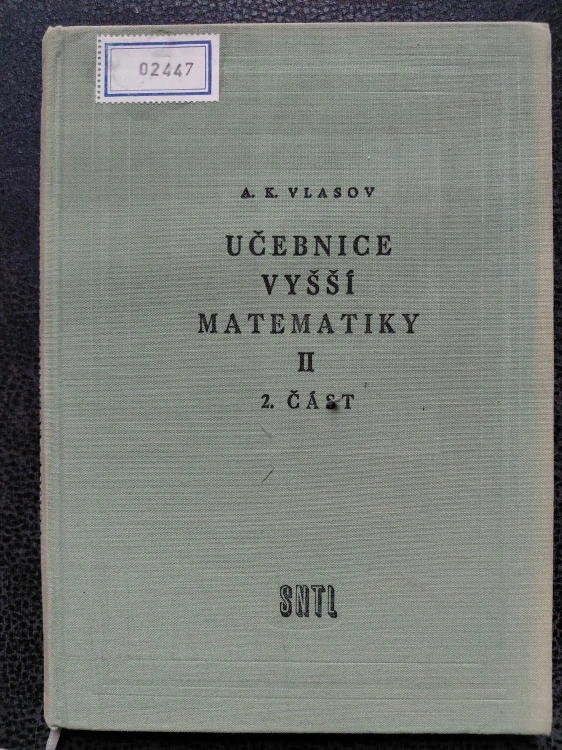 02447
A. K. VLASOV
UČEBNICE
VYŠŠÍ
MATEMATIKY
II
2. ČÁST
SNTL